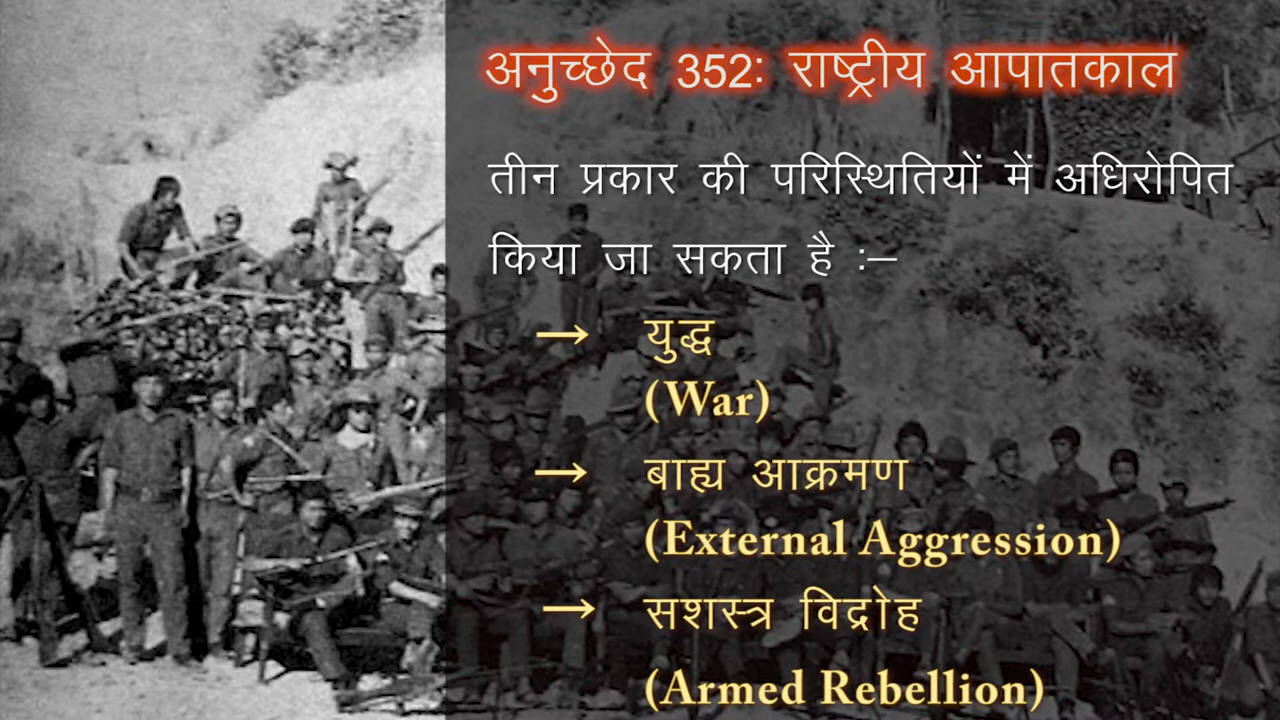 अनुच्छेद 352: राष्ट्रीय आपातकाल
तीन प्रकार की परिस्थितियों में अधिरोपित
किया जा सकता है :–
→ युद्ध
(War)
→ बाह्य आक्रमण
(External Aggression)
→ सशस्त्र विद्रोह
(Armed Rebellion)